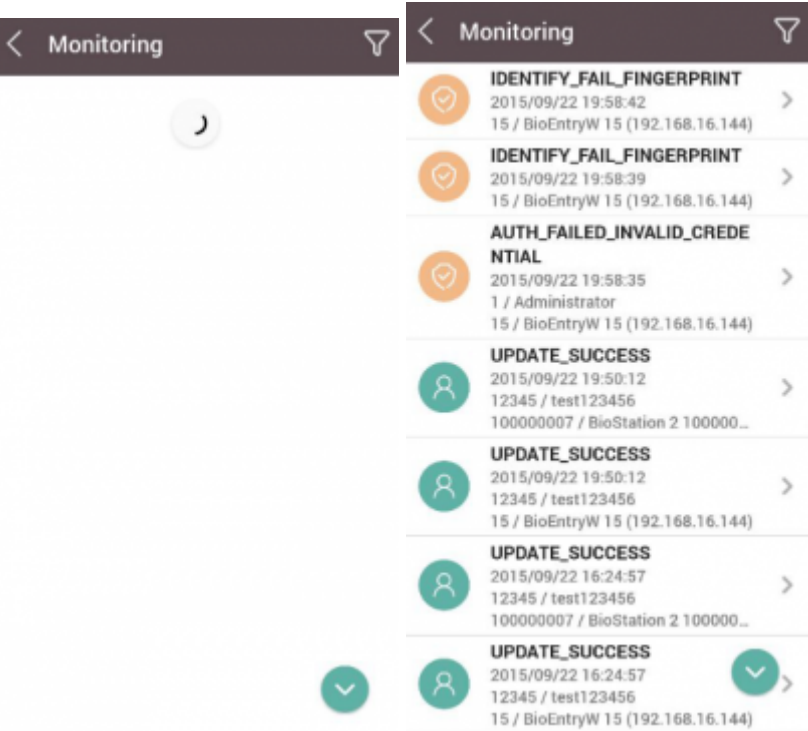 Monitoring
Monitoring
IDENTIFY_FAIL_FINGERPRINT
2015/09/22 19:58:42
15 / BioEntryW 15 (192.168.16.144)
IDENTIFY_FAIL_FINGERPRINT
2015/09/22 19:58:39
15 / BioEntryW 15 (192.168.16.144)
AUTH_FAILED_INVALID_CREDE
NTIAL
2015/09/22 19:58:35
1 / Administrator
15 / BioEntryW 15 (192.168.16.144)
UPDATE_SUCCESS
2015/09/22 19:50:12
12345 / test123456
100000007 / BioStation 2 100000...
UPDATE_SUCCESS
2015/09/22 19:50:12
12345 / test123456
15 / BioEntryW 15 (192.168.16.144)
UPDATE_SUCCESS
2015/09/22 16:24:57
12345 / test123456
100000007 / BioStation 2 100000...
UPDATE_SUCCESS
2015/09/22 16:24:57
12345 / test123456
15 / BioEntryW 15 (192.168.16.144)